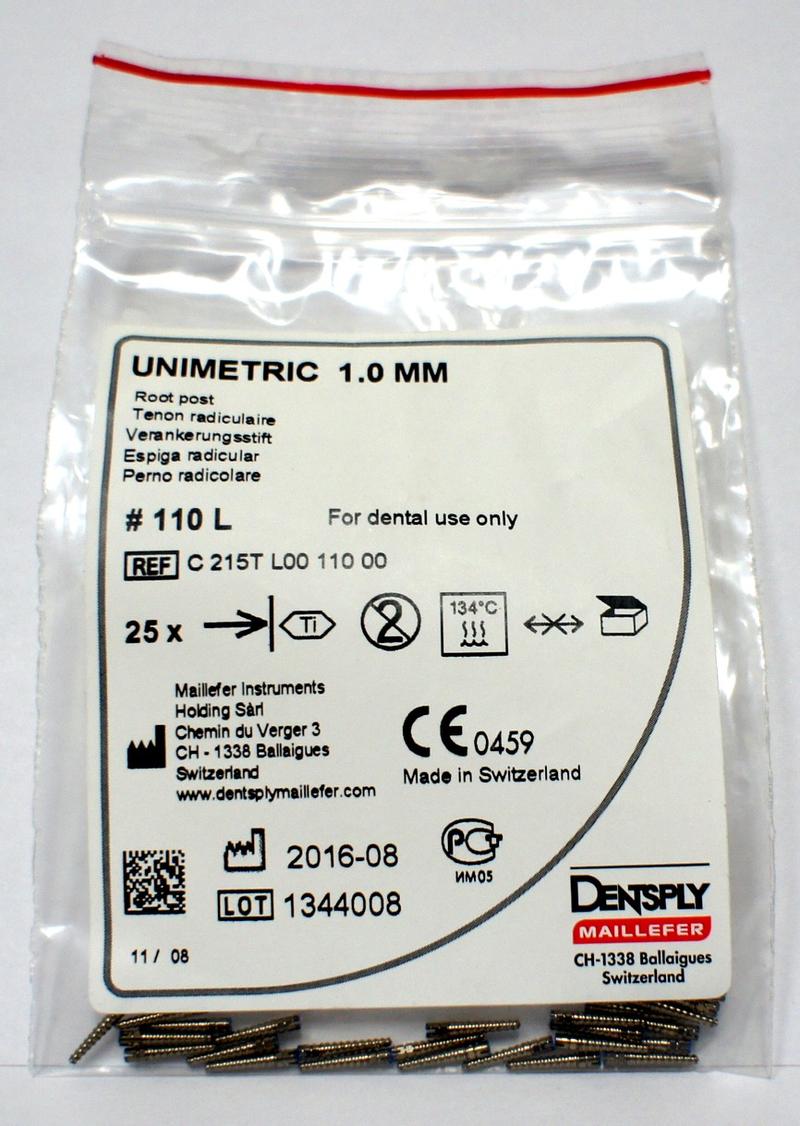 UNIMETRIC 1.0 MM
Root post
Tenon radiculaire
Verankerungsstift
Espiga radicular
Perno radicolare
# 110 L For dental use only
REF C 215T L00 110 00
25 x Ti 2 134°C
Maillefer Instruments
Holding Sàrl
Chemin du Verger 3
CH - 1338 Ballaigues
Switzerland
www.dentsplymaillefer.com
CE 0459
Made in Switzerland
2016-08
LOT 1344008
РСТ
ИМ05
11 / 08
DENTSPLY
MAILLEFER
CH-1338 Ballaigues
Switzerland